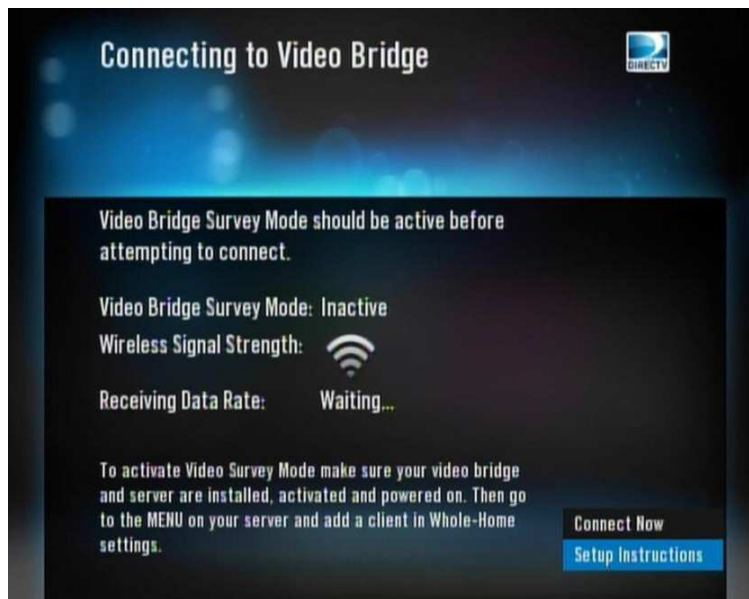 Connecting to Video Bridge
DIRECTV
Video Bridge Survey Mode should be active before
attempting to connect.
Video Bridge Survey Mode: Inactive
Wireless Signal Strength:
Receiving Data Rate: Waiting...
To activate Video Survey Mode make sure your video bridge
and server are installed, activated and powered on. Then go
to the MENU on your server and add a client in Whole-Home
settings.
Connect Now
Setup Instructions